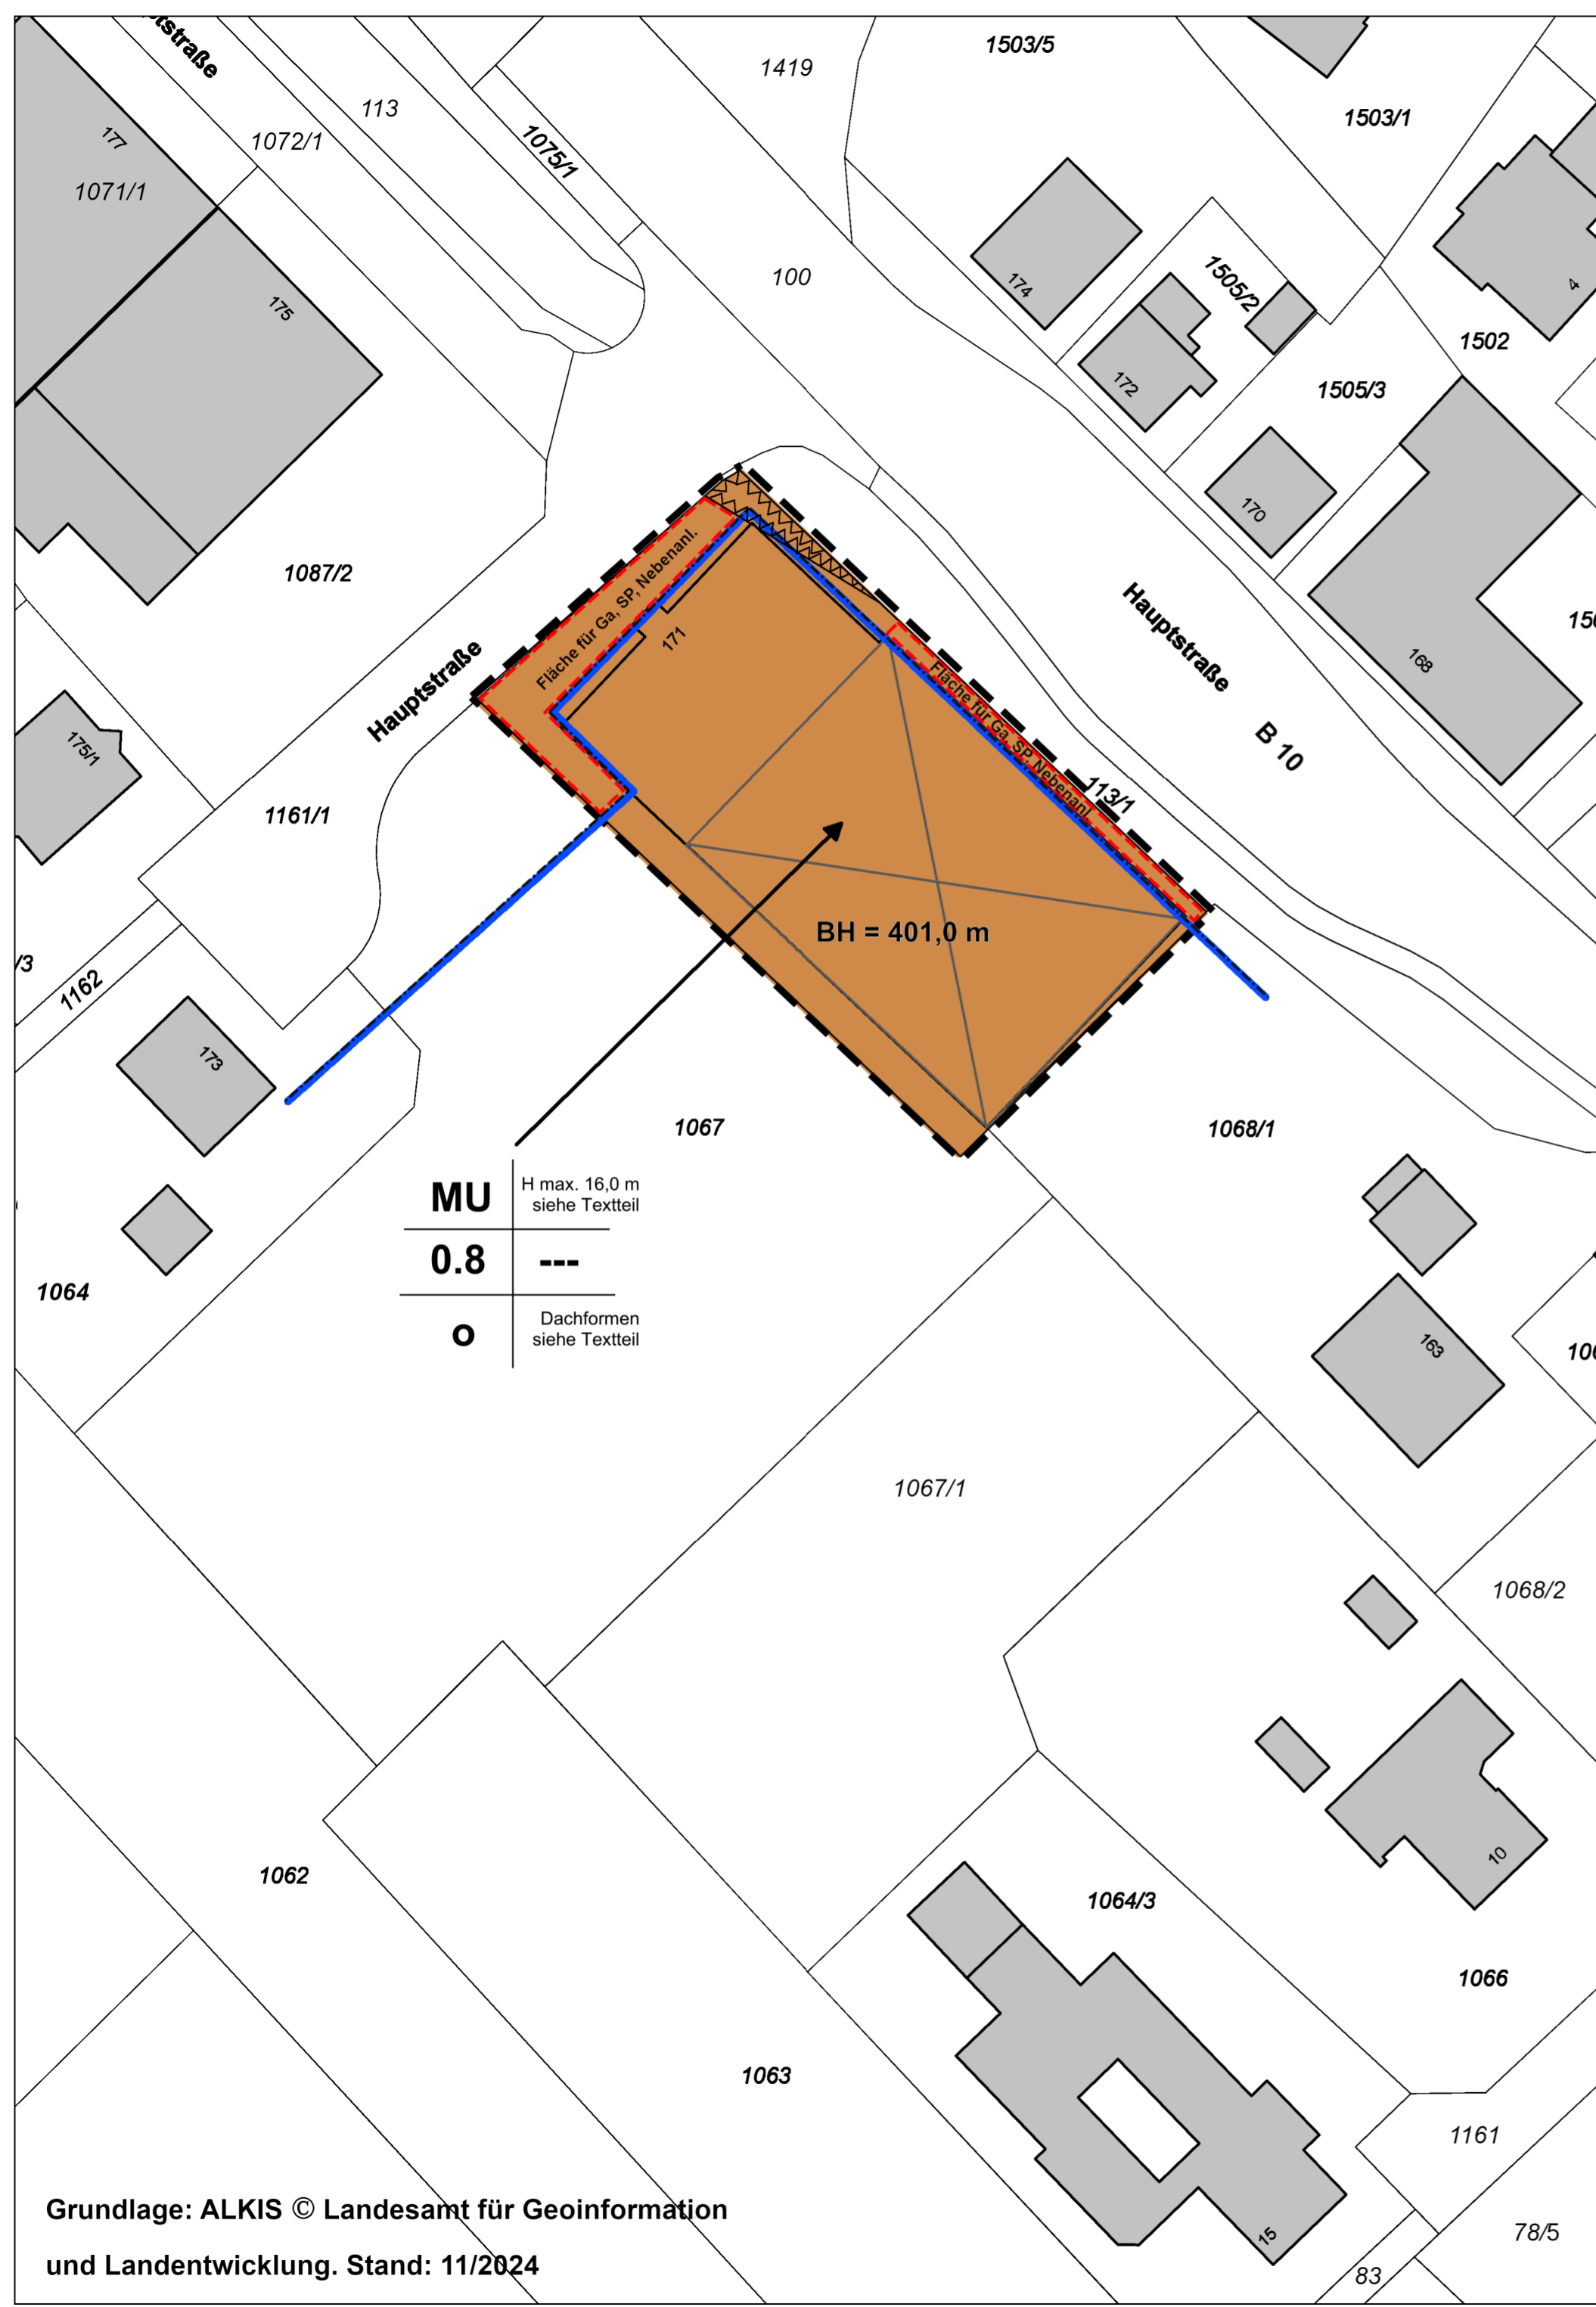 Hauptstraße
113
1072/1
177
1071/1
175
1075/1
1419
1503/5
1503/1
100
174
1505/2
172
4
1502
1505/3
170
168
1087/2
Hauptstraße
Fläche für Ga, SP, Nebenanl.
171
Fläche für Ga, SP, Nebenanl.
113/1
Hauptstraße
B 10
175/1
1161/1
/3
1162
173
BH = 401,0 m
1067
1068/1
MU
H max. 16,0 m
siehe Textteil
0.8
---
o
Dachformen
siehe Textteil
1064
163
1067/1
1068/2
10
1062
1064/3
1066
1063
1161
15
78/5
83
Grundlage: ALKIS © Landesamt für Geoinformation
und Landentwicklung. Stand: 11/2024